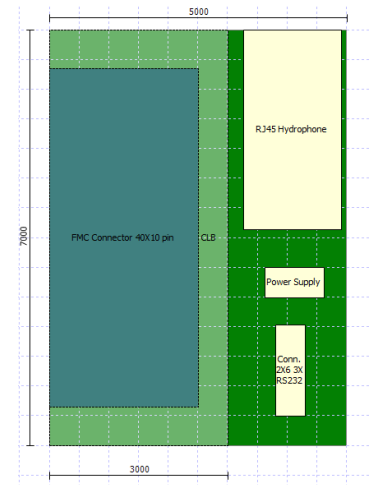 5000
RJ45 Hydrophone
7000
FMC Connector 40X10 pin
CLB
Power Supply
Conn.
2X6 3X
RS232
3000